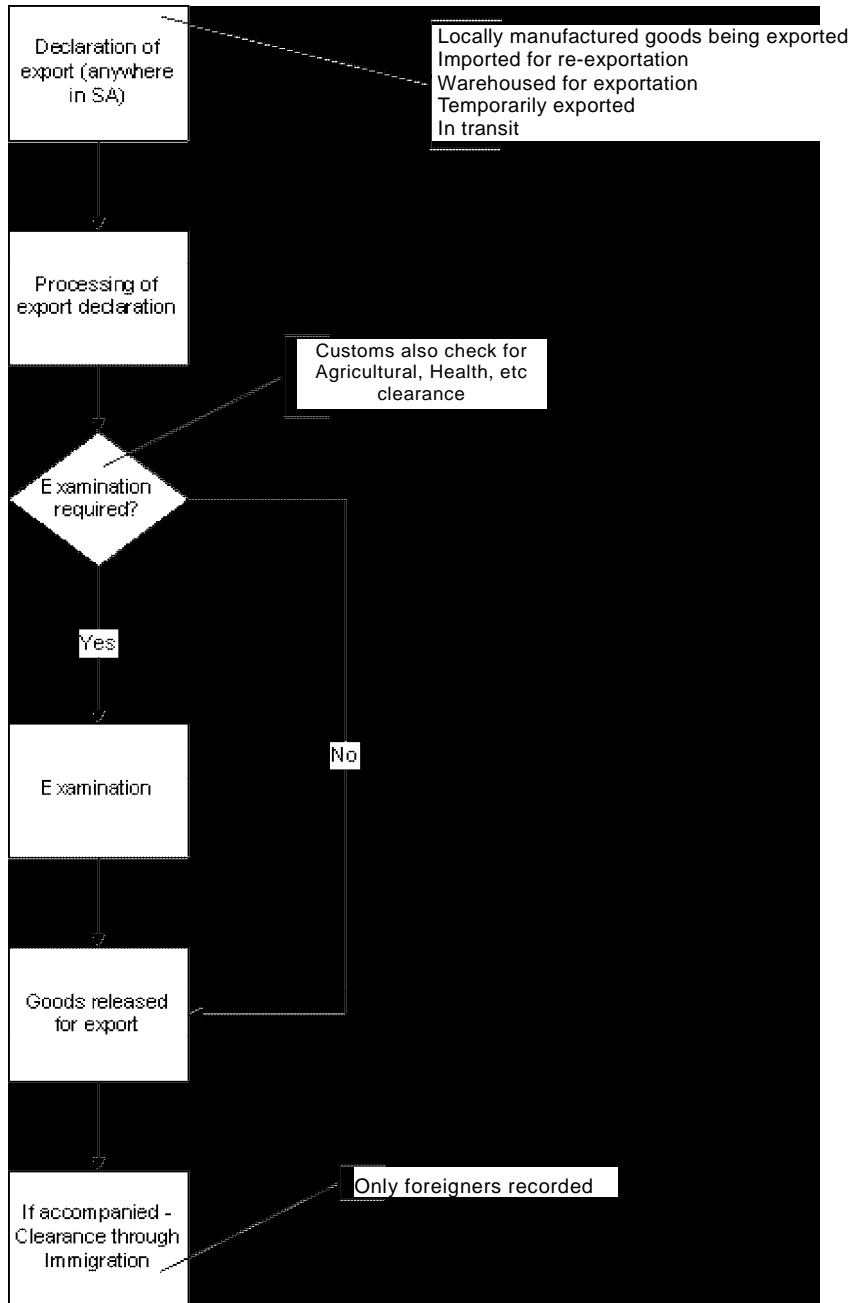 Declaration of
export (anywhere
in SA)
Locally manufactured goods being exported
Imported for re-exportation
Warehoused for exportation
Temporarily exported
In transit
Processing of
export declaration
Customs also check for
Agricultural, Health, etc
clearance
Examination
required?
Yes
No
Examination
Goods released
for export
Only foreigners recorded
If accompanied -
Clearance through
Immigration